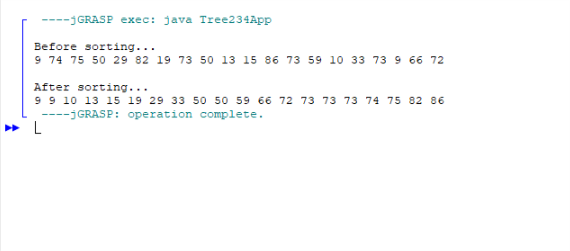 ----jGRASP exec: java Tree234App
Before sorting...
9 74 75 50 29 82 19 73 50 13 15 86 73 59 10 33 73 9 66 72
After sorting...
9 9 10 13 15 19 29 33 50 50 59 66 72 73 73 73 74 75 82 86
----jGRASP: operation complete.